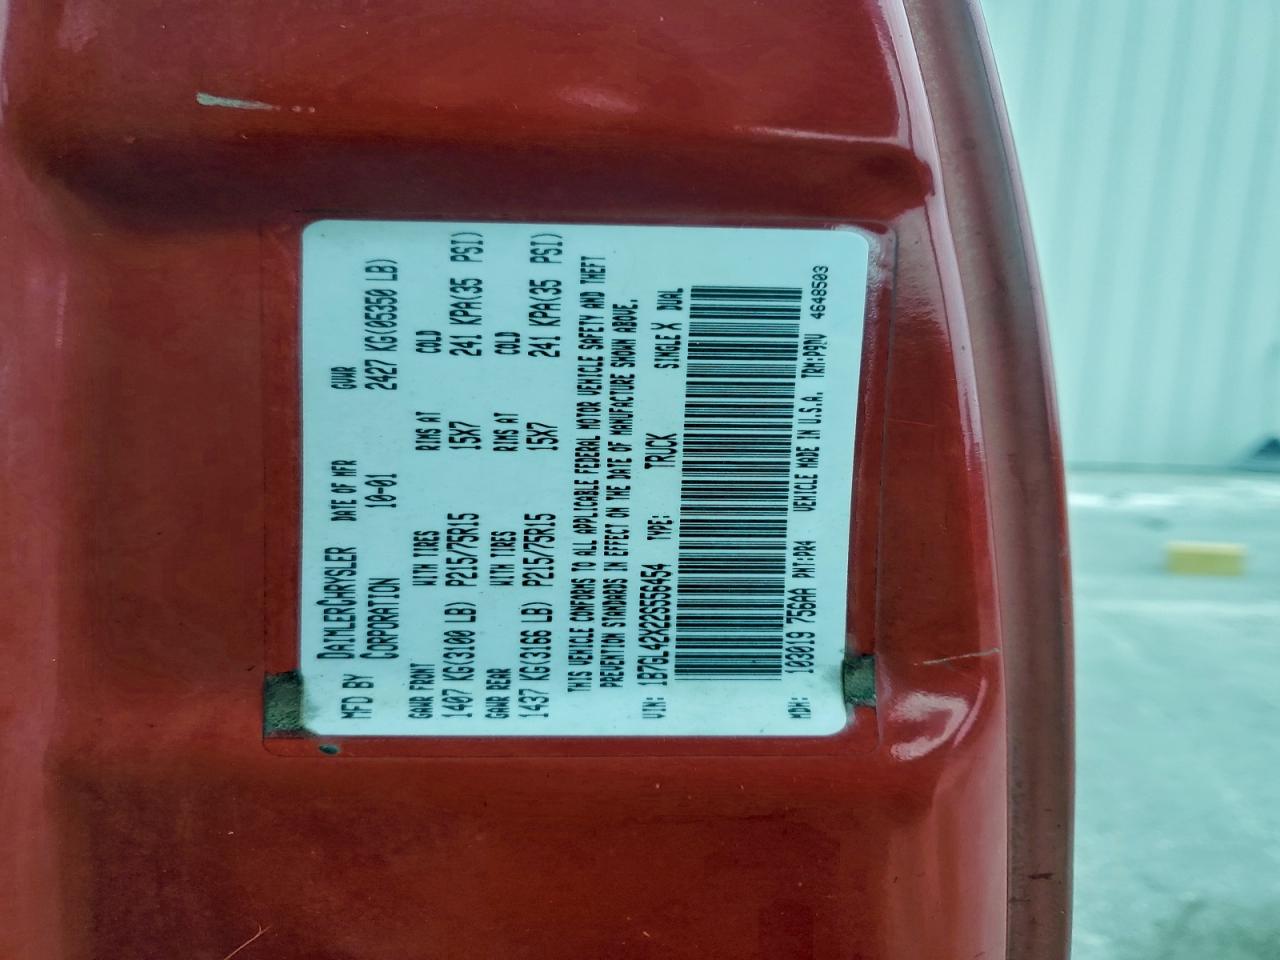 MFD BY DAIMLERCHRYSLER CORPORATION DATE OF MFR 10-01 GVWR 2427 KG(05350 LB)
GAWR FRONT WITH TIRES RIMS AT COLD
1407 KG(3100 LB) P215/75R15 15X7 241 KPA(35 PSI)
GAWR REAR WITH TIRES RIMS AT COLD
1437 KG(3166 LB) P215/75R15 15X7 241 KPA(35 PSI)
THIS VEHICLE CONFORMS TO ALL APPLICABLE FEDERAL MOTOR VEHICLE SAFETY AND THEFT
PREVENTION STANDARDS IN EFFECT ON THE DATE OF MANUFACTURE SHOWN ABOVE.
VIN: 1B7GL42X22S556454 TYPE: TRUCK SINGLE X DUAL
MDH: 103019 756AA PNT:PR4 VEHICLE MADE IN U.S.A. 4648503